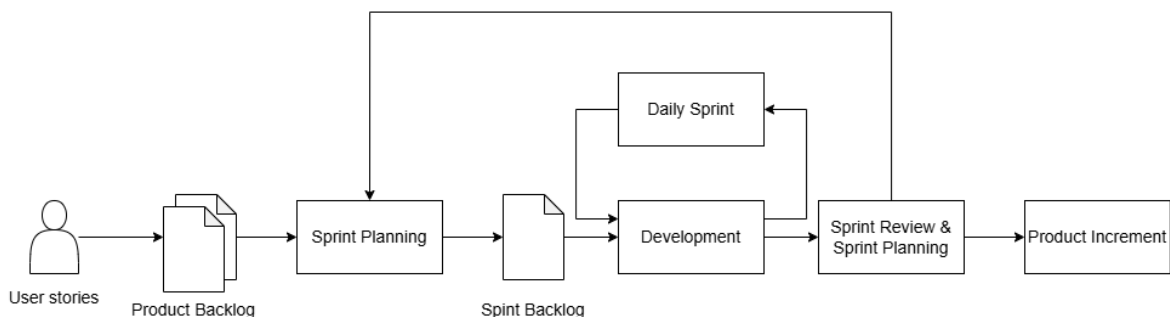 Daily Sprint
User stories
Product Backlog
Sprint Planning
Spint Backlog
Development
Sprint Review &
Sprint Planning
Product Increment